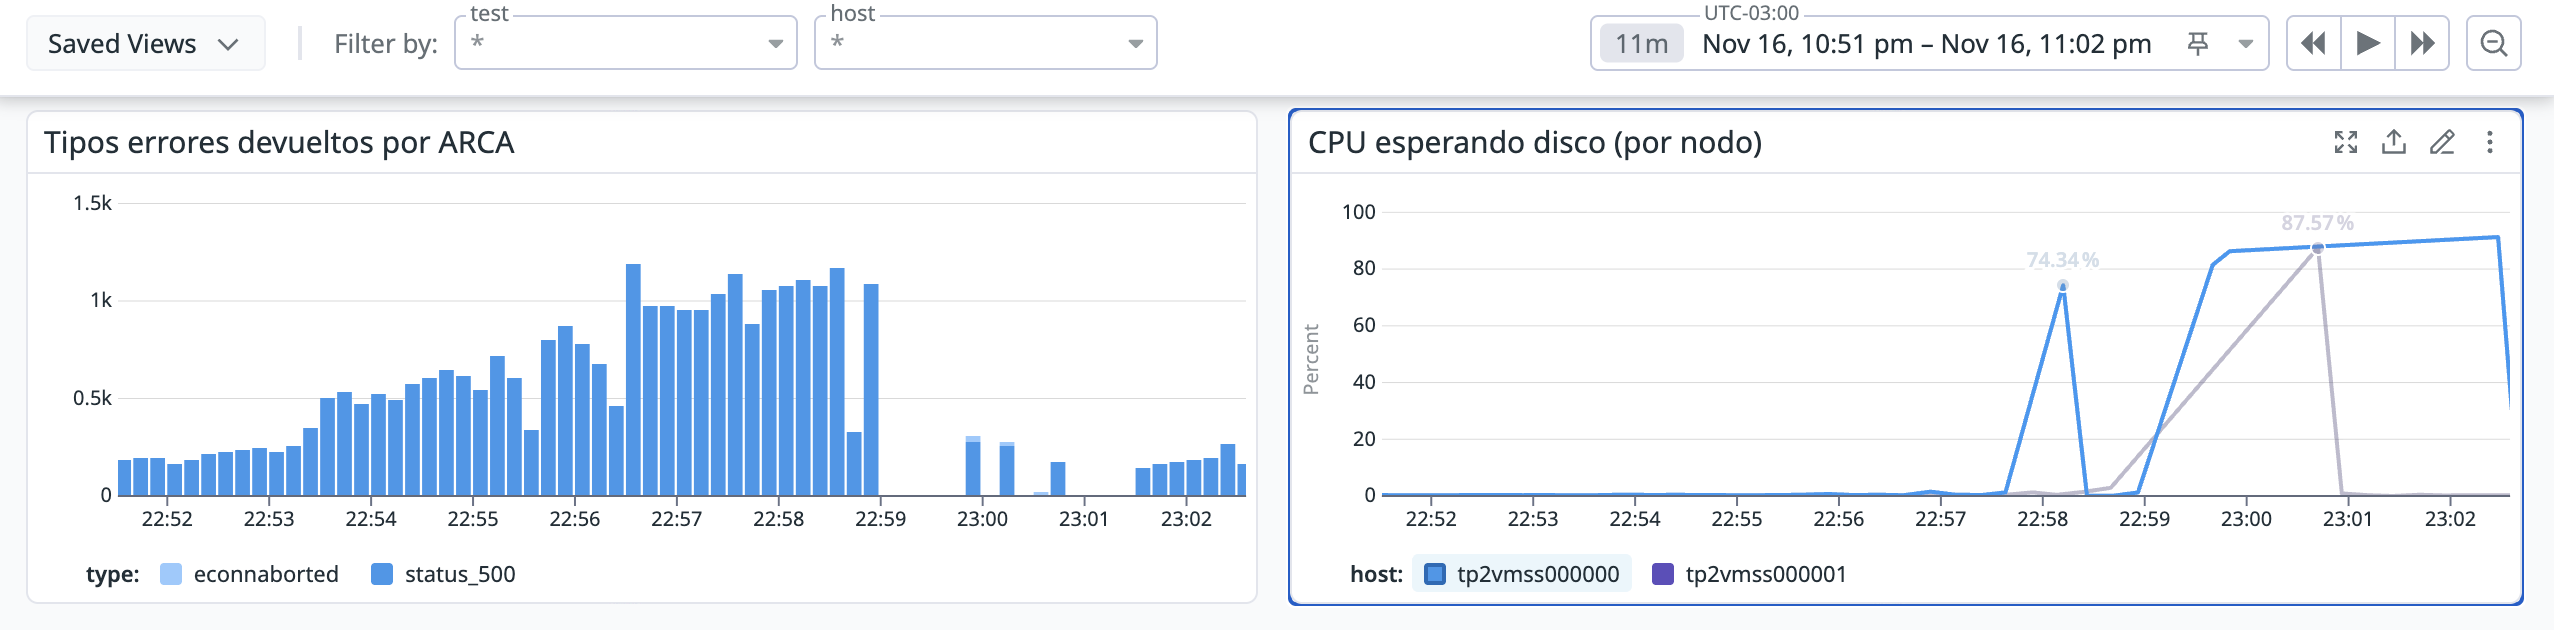 Saved Views
Filter by:
test
*
host
*
UTC-03:00
11m Nov 16, 10:51 pm – Nov 16, 11:02 pm
Tipos errores devueltos por ARCA
1.5k
1k
0.5k
0
22:52 22:53 22:54 22:55 22:56 22:57 22:58 22:59 23:00 23:01 23:02
type: econnaborted status_500
CPU esperando disco (por nodo)
Percent
100
80
60
40
20
0
74.34%
87.57%
22:52 22:53 22:54 22:55 22:56 22:57 22:58 22:59 23:00 23:01 23:02
host: tp2vmss000000 tp2vmss000001